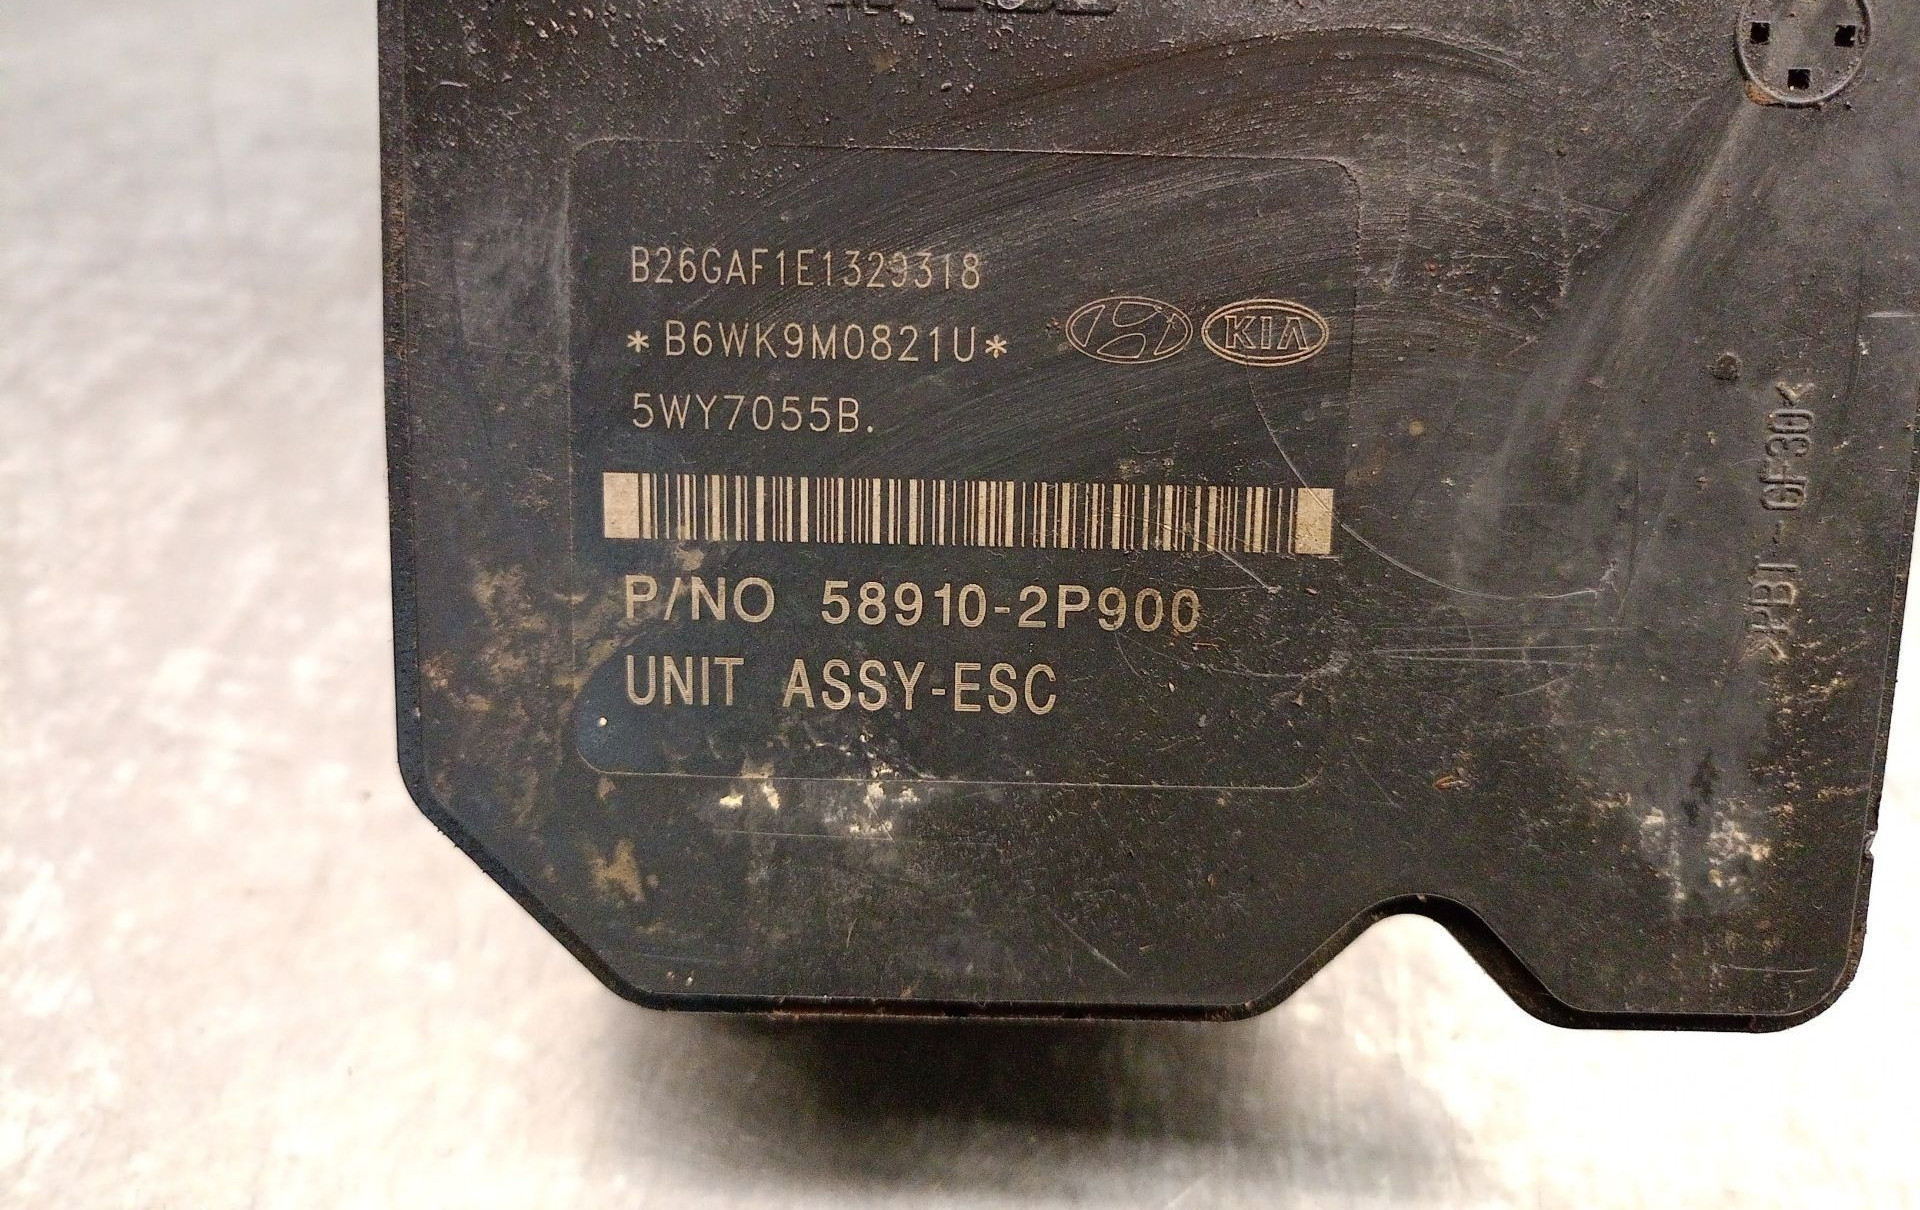 B26GAF1E1329318
*B6WK9M0821U*
KIA
5WY7055B.
P/NO 58910-2P900
UNIT ASSY-ESC
>PBT-GF30<